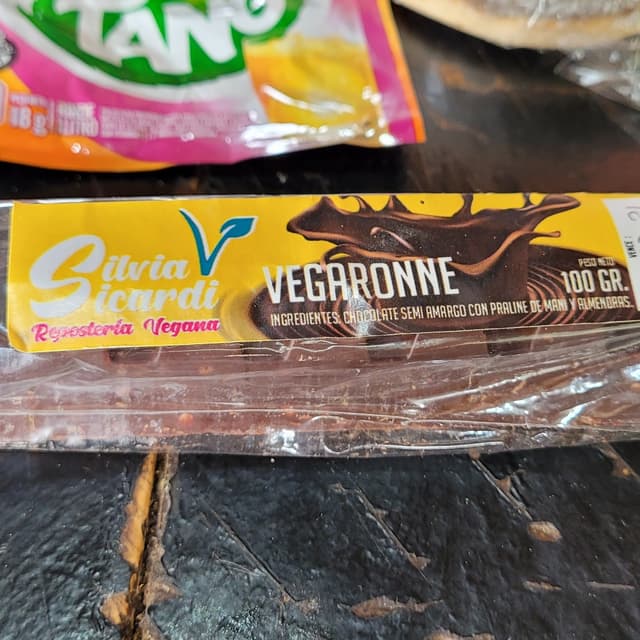 TANG
18 g
Silvia
Sicardi
Repostería Vegana
VEGARONNE
INGREDIENTES: CHOCOLATE SEMI AMARGO CON PRALINE DE MANI Y ALMENDRAS
PESO NETO
100 GR.
VENCE: